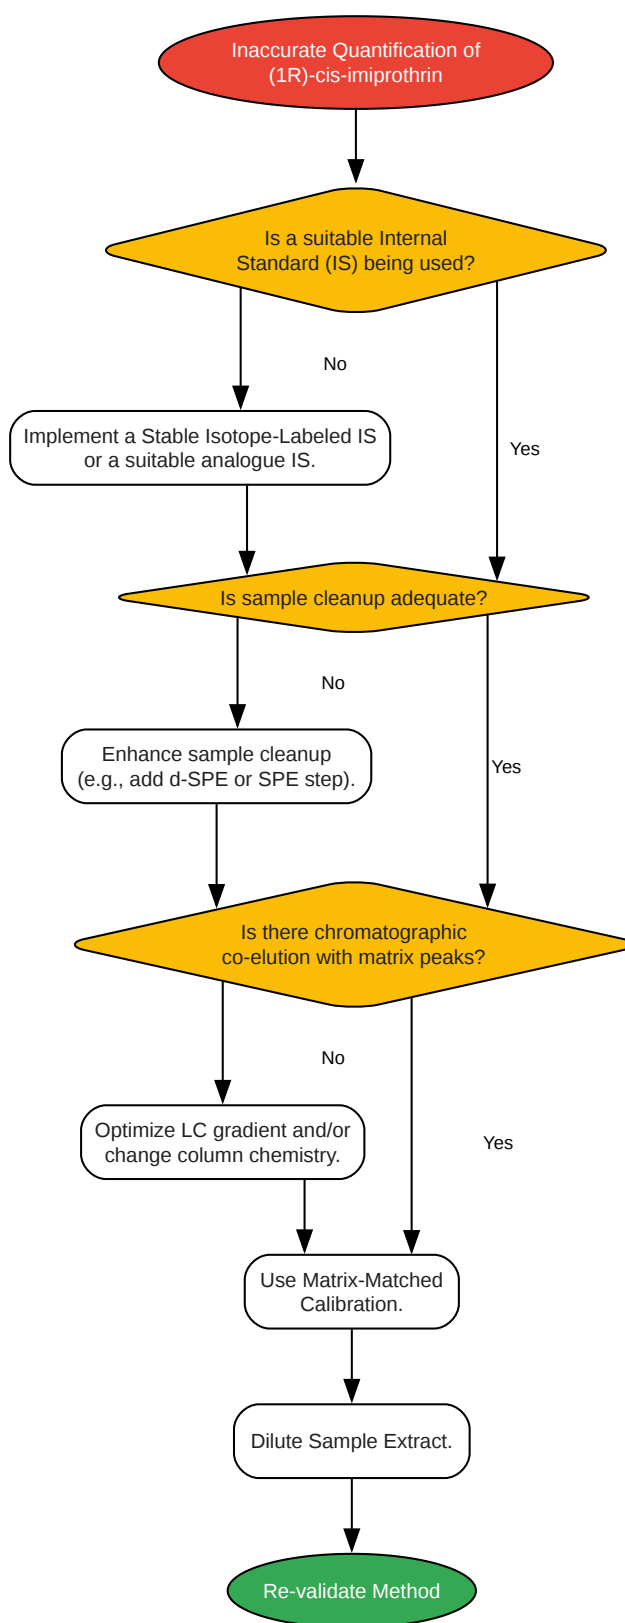 Inaccurate Quantification of
(1R)-cis-imiprothrin
Is a suitable Internal
Standard (IS) being used?
No
Implement a Stable Isotope-Labeled IS
or a suitable analogue IS.
Yes
Is sample cleanup adequate?
No
Enhance sample cleanup
(e.g., add d-SPE or SPE step).
Yes
Is there chromatographic
co-elution with matrix peaks?
No
Optimize LC gradient and/or
change column chemistry.
Yes
Use Matrix-Matched
Calibration.
Dilute Sample Extract.
Re-validate Method